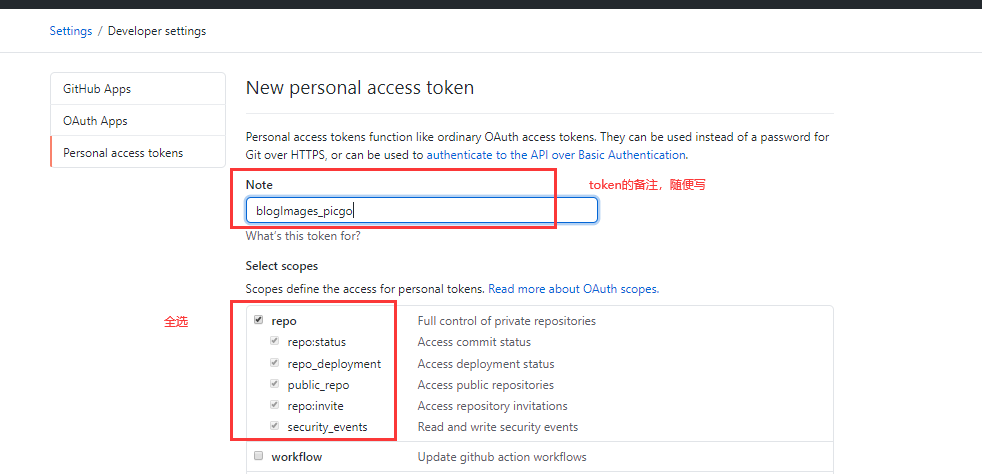 Settings / Developer settings
GitHub Apps
OAuth Apps
Personal access tokens
New personal access token
Personal access tokens function like ordinary OAuth access tokens. They can be used instead of a password for
Git over HTTPS, or can be used to authenticate to the API over Basic Authentication.
Note
token的备注，随便写
blogImages_picgo
What's this token for?
Select scopes
Scopes define the access for personal tokens. Read more about OAuth scopes.
全选
repo Full control of private repositories
repo:status Access commit status
repo_deployment Access deployment status
public_repo Access public repositories
repo:invite Access repository invitations
security_events Read and write security events
workflow Update github action workflows